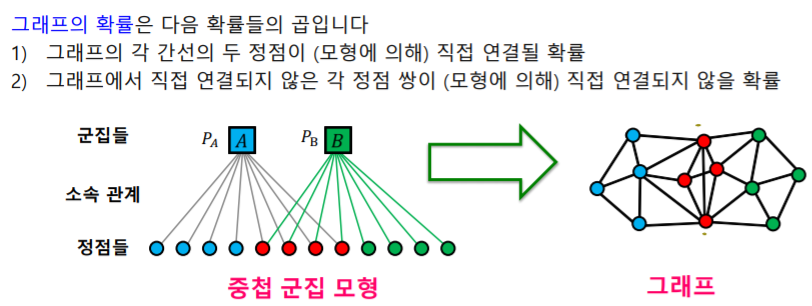 그래프의 확률은 다음 확률들의 곱입니다
1) 그래프의 각 간선의 두 정점이 (모형에 의해) 직접 연결될 확률
2) 그래프에서 직접 연결되지 않은 각 정점 쌍이 (모형에 의해) 직접 연결되지 않을 확률
군집들 P_A A P_B B
소속 관계
정점들
중첩 군집 모형
그래프